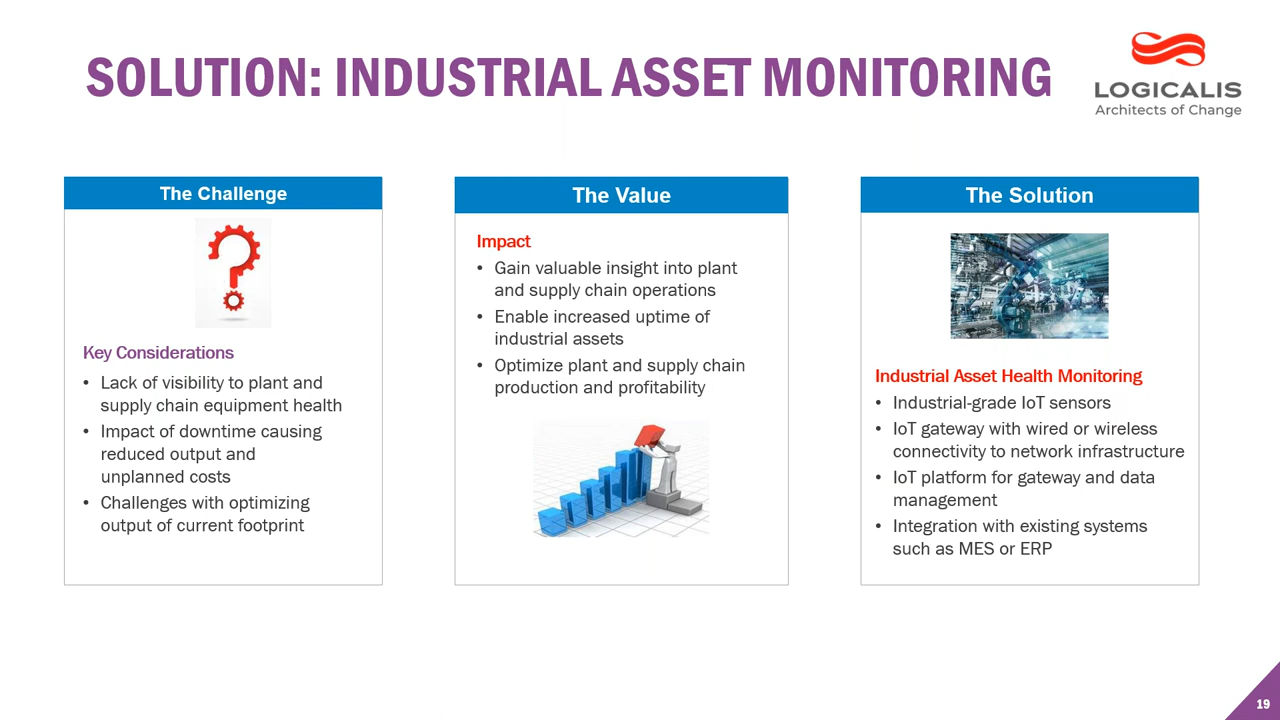 SOLUTION: INDUSTRIAL ASSET MONITORING
LOGICALIS
Architects of Change
The Challenge
Key Considerations
• Lack of visibility to plant and
supply chain equipment health
• Impact of downtime causing
reduced output and
unplanned costs
• Challenges with optimizing
output of current footprint
The Value
Impact
• Gain valuable insight into plant
and supply chain operations
• Enable increased uptime of
industrial assets
• Optimize plant and supply chain
production and profitability
The Solution
Industrial Asset Health Monitoring
• Industrial-grade IoT sensors
• IoT gateway with wired or wireless
connectivity to network infrastructure
• IoT platform for gateway and data
management
• Integration with existing systems
such as MES or ERP
19